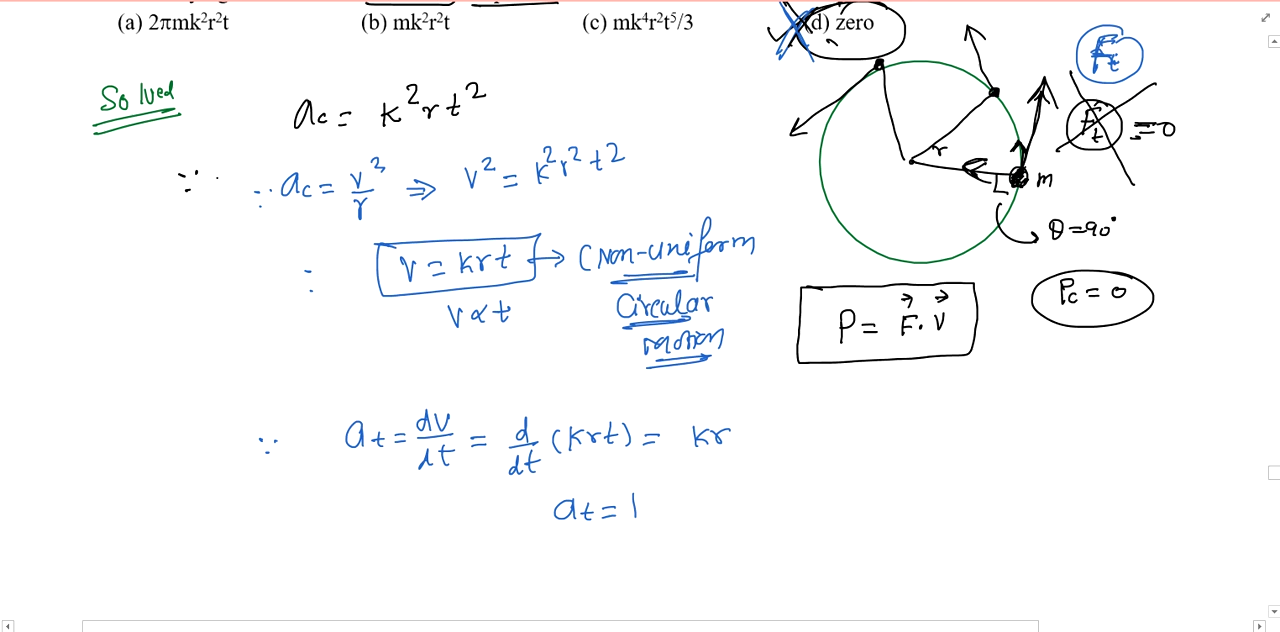 (a) 2πmk²r²t (b) mk²r²t (c) mk⁴r²t⁵/3 (d) zero
Solved
ac = k²rt²
∵ ∵ ac = v²/r ⇒ v² = k²r²t²
∴ v = krt → (Non-uniform
v ∝ t Circular
motion
∵ at = dv/dt = d/dt (krt) = kr
at = 1
Ft
Ft = 0
r
m
θ = 90°
Pc = 0
P = F⃗ · v⃗